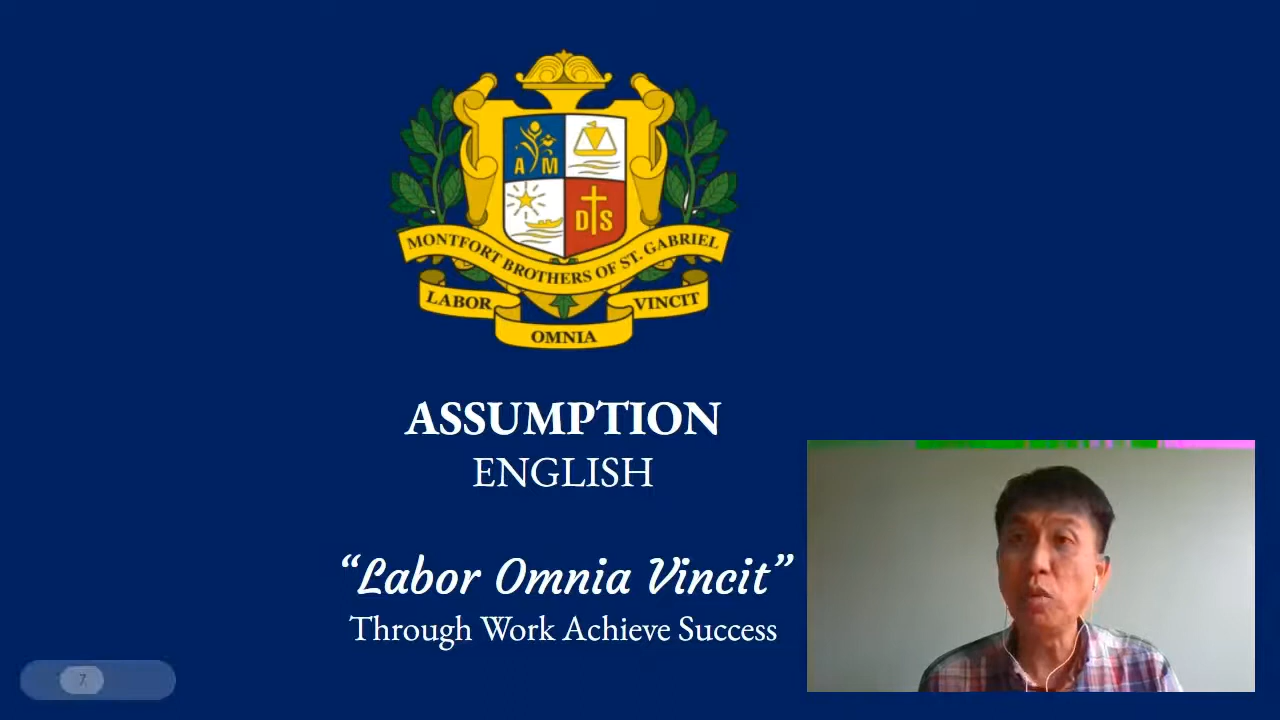 A M
D S
MONTFORT BROTHERS OF ST. GABRIEL
LABOR
OMNIA
VINCIT
ASSUMPTION
ENGLISH
“Labor Omnia Vincit”
Through Work Achieve Success
7